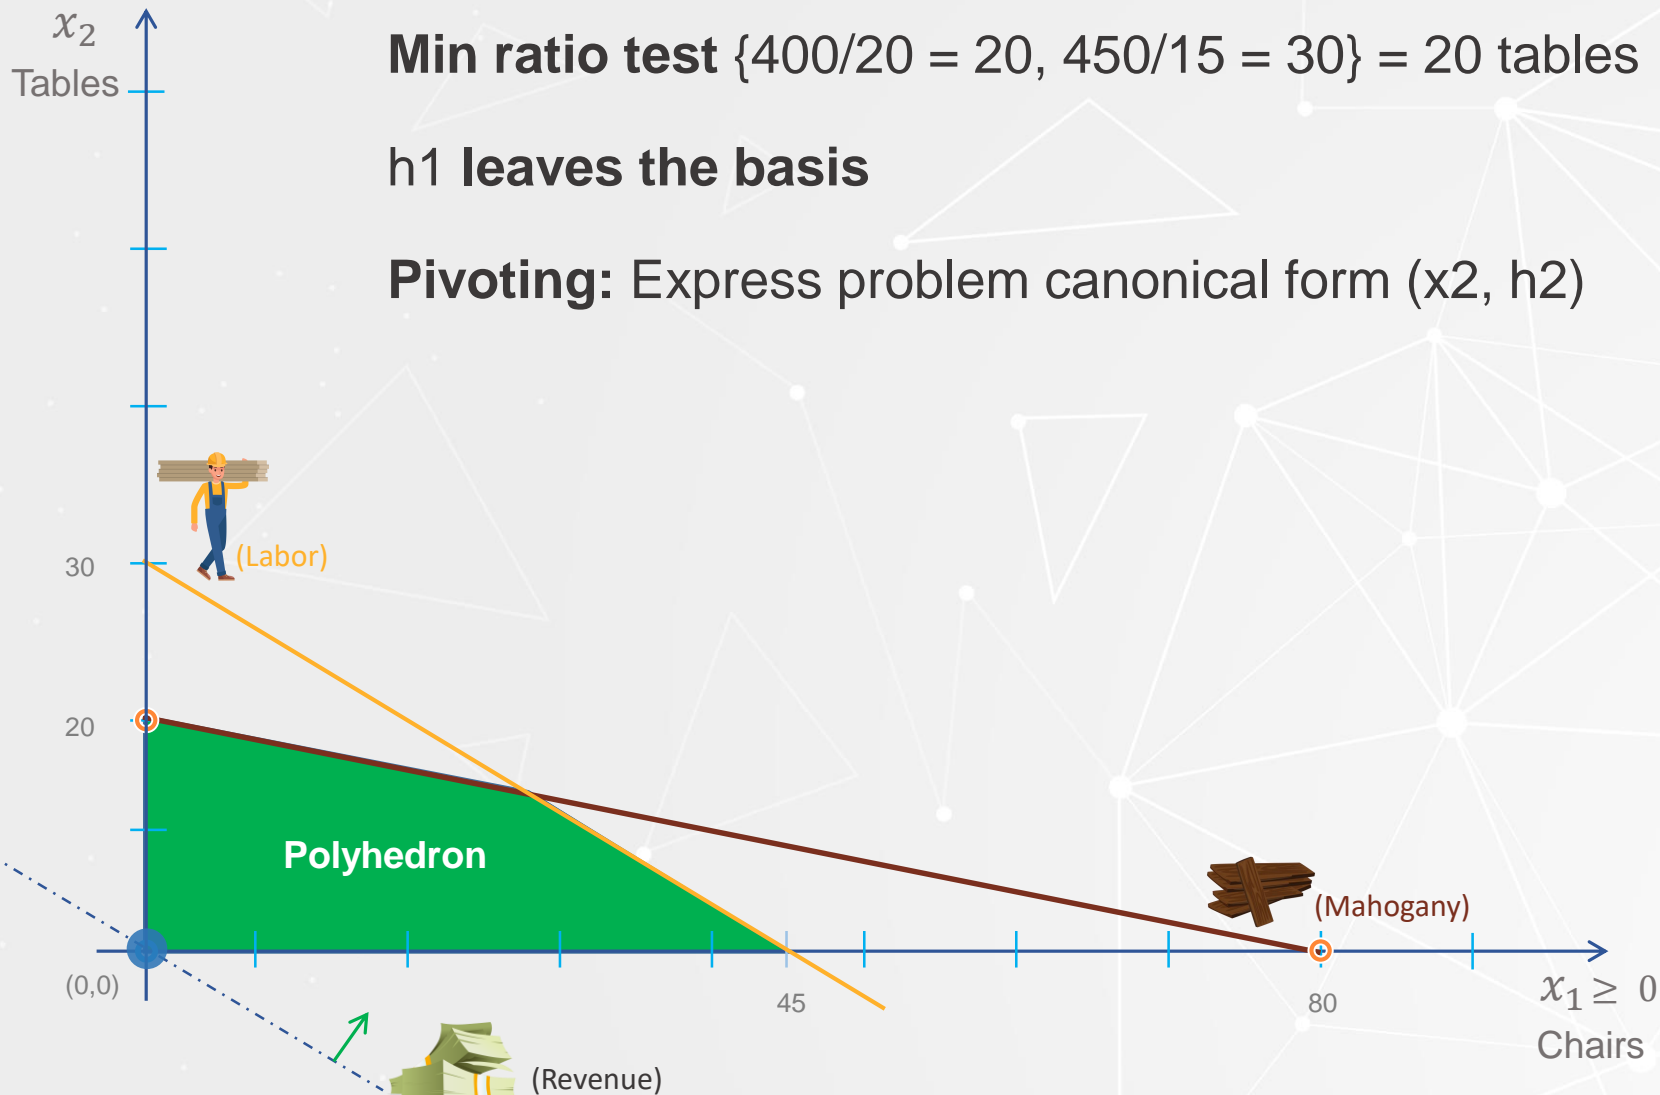 x₂
Tables
Min ratio test {400/20 = 20, 450/15 = 30} = 20 tables
h1 leaves the basis
Pivoting: Express problem canonical form (x2, h2)
(Labor)
30
20
Polyhedron
(Mahogany)
(0,0)
45
80
x₁ ≥ 0
Chairs
(Revenue)